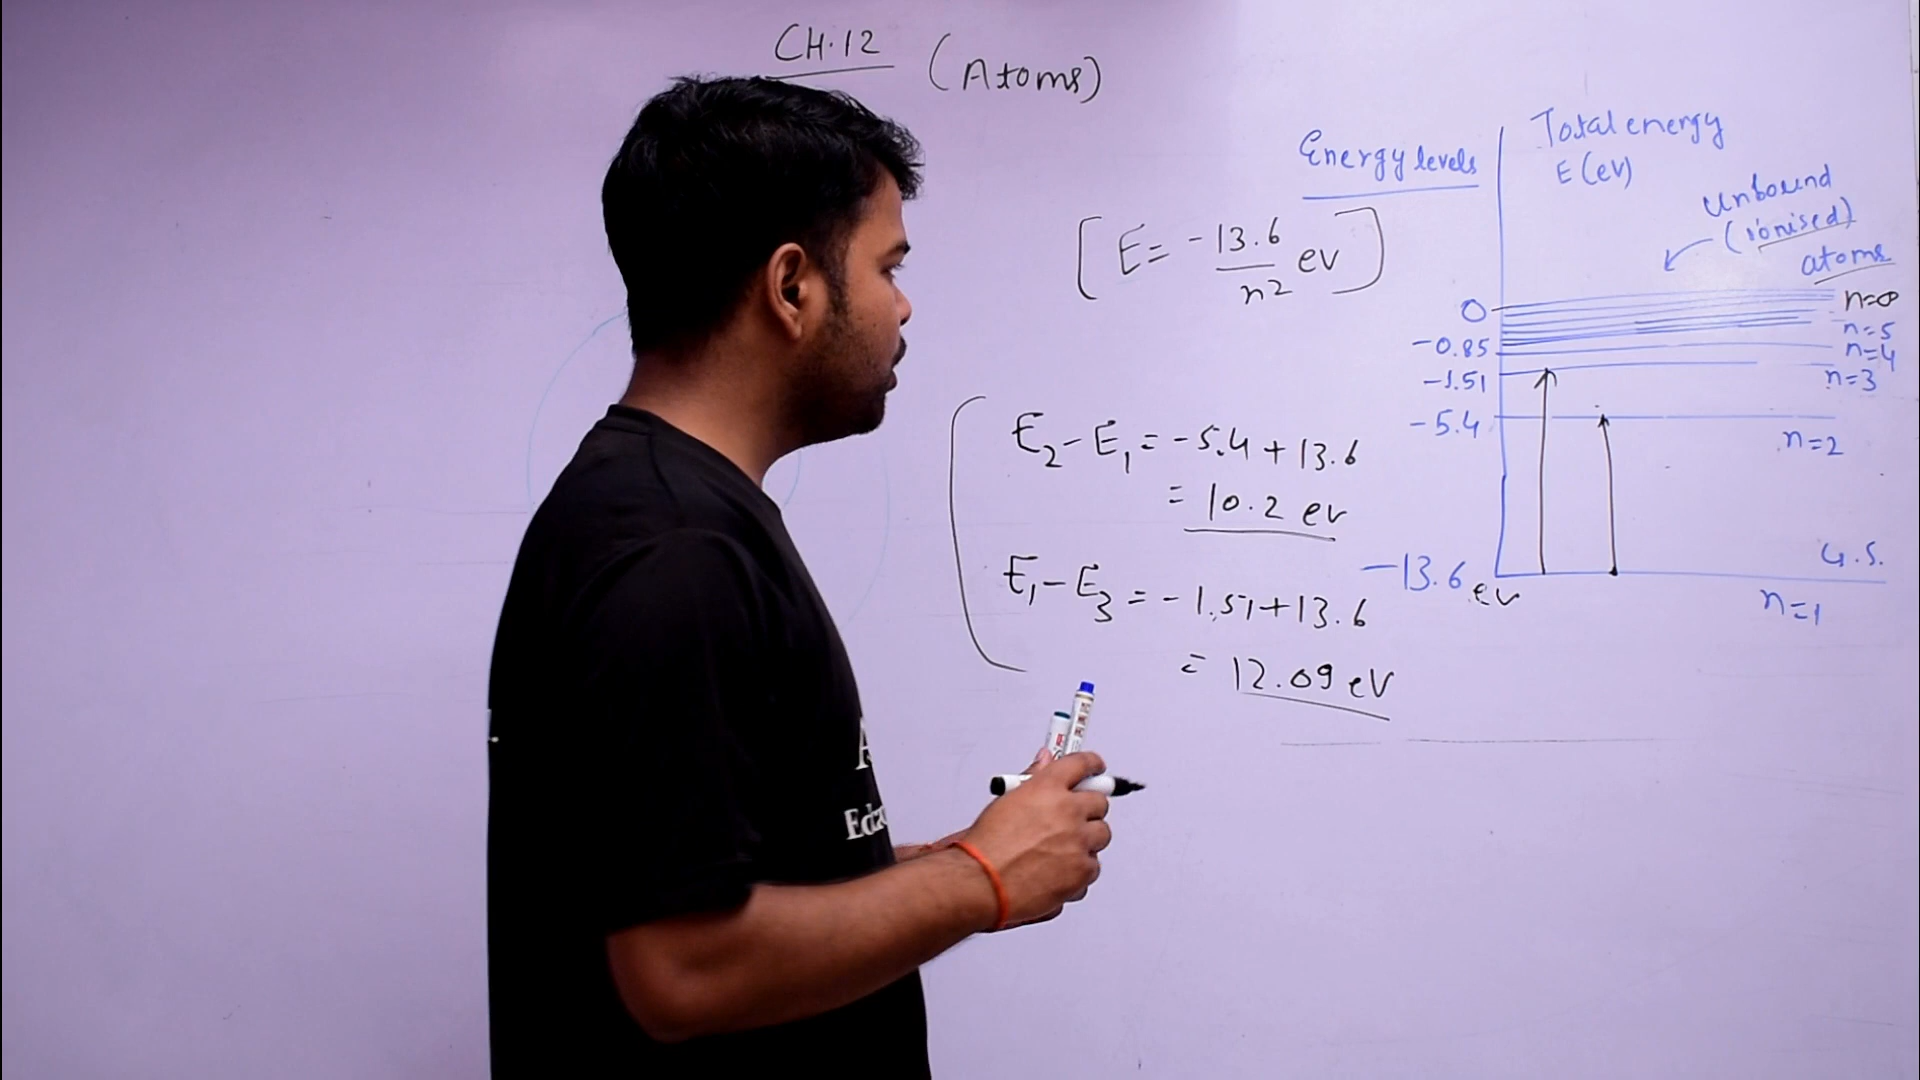 CH.12 (Atoms)
Energy levels
Total energy
E (ev)
Unbound
(ionised)
atoms
[E = -13.6/n² ev]
0
n=∞
n=5
-0.85
n=4
-1.51
n=3
-5.4
n=2
E₂ - E₁ = -5.4 + 13.6
= 10.2 ev
E₁ - E₃ = -1.51 + 13.6
= 12.09 eV
-13.6 ev
G.S.
n=1